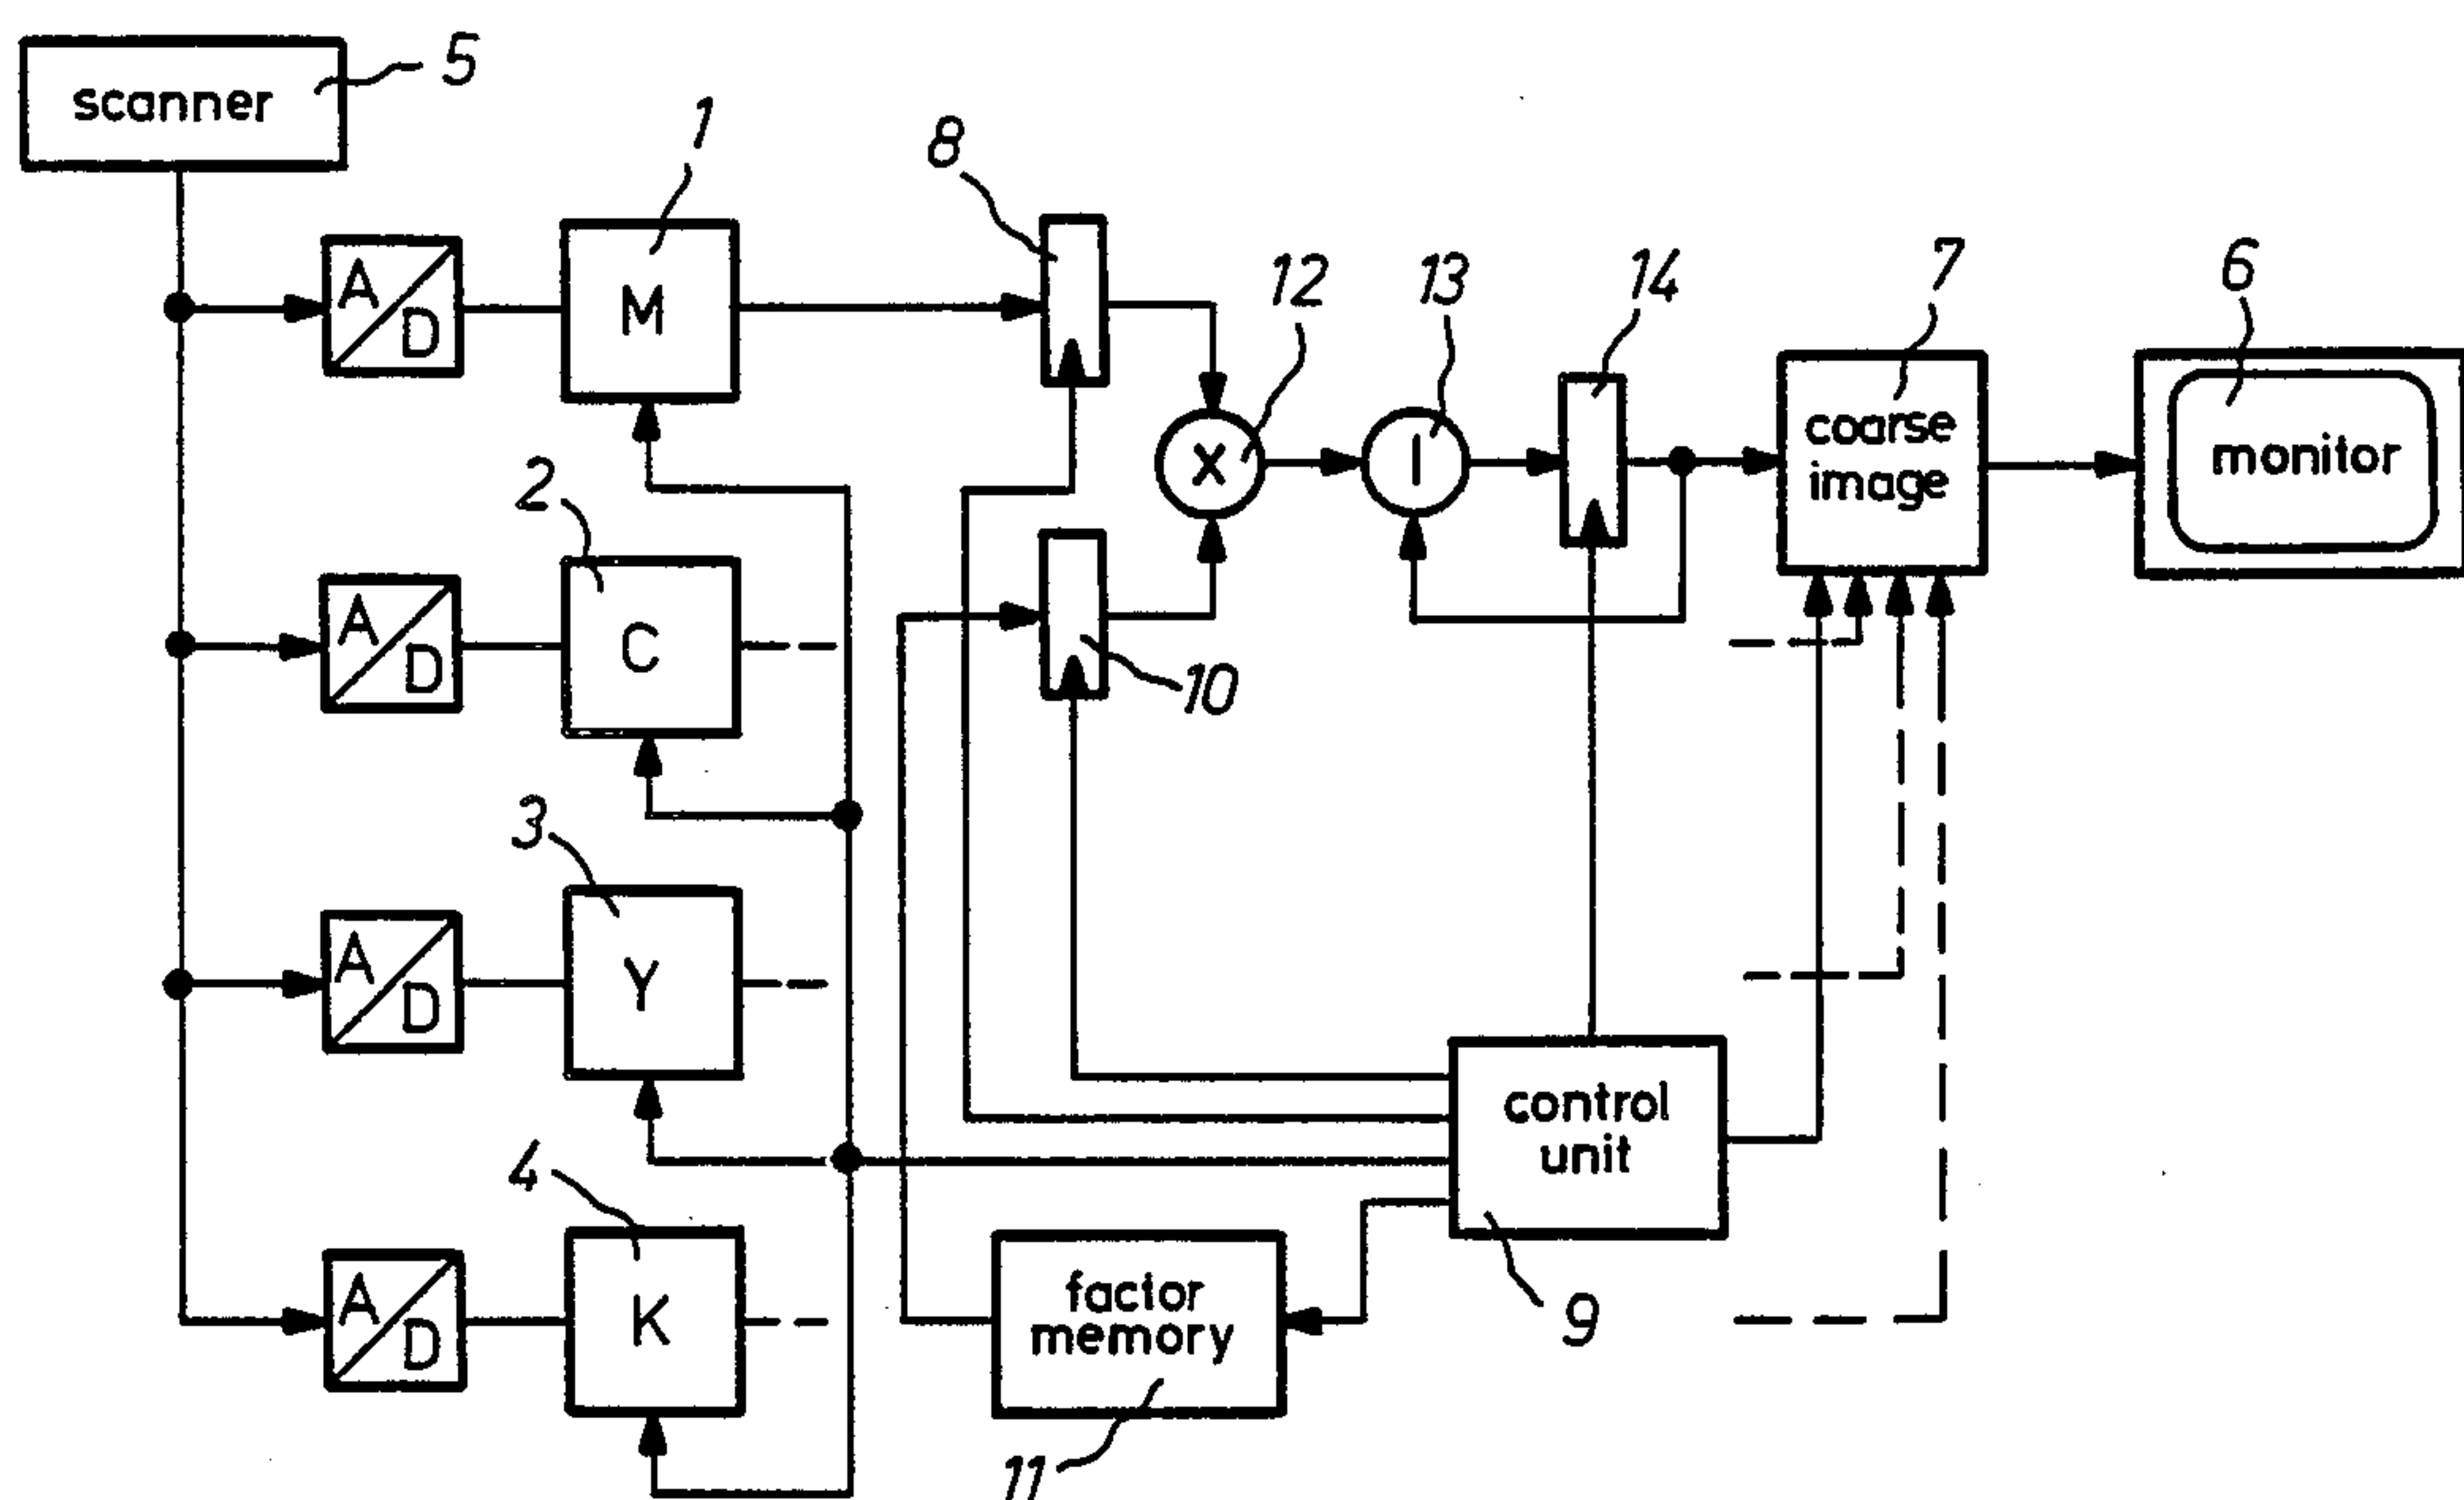 scanner
5
1
8
A
D
M
12
13
14
7
6
X
I
coarse
image
monitor
2
A
D
C
10
3
A
D
Y
control
unit
4
A
D
K
factor
memory
9
11